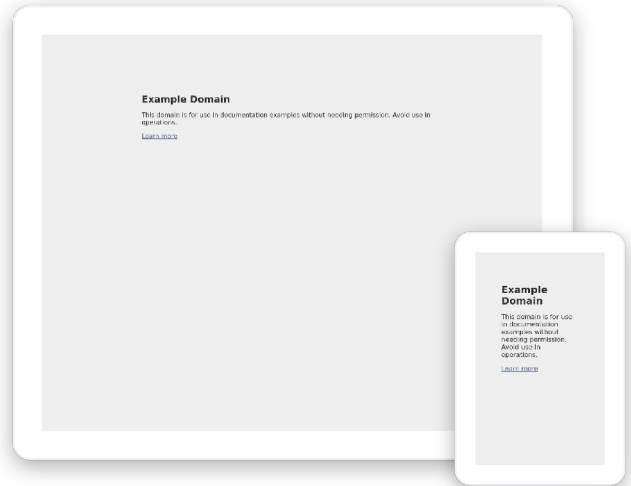 Example Domain
This domain is for use in documentation examples without needing permission. Avoid use in
operations.
Learn more
Example
Domain
This domain is for use
in documentation
examples without
needing permission.
Avoid use in
operations.
Learn more